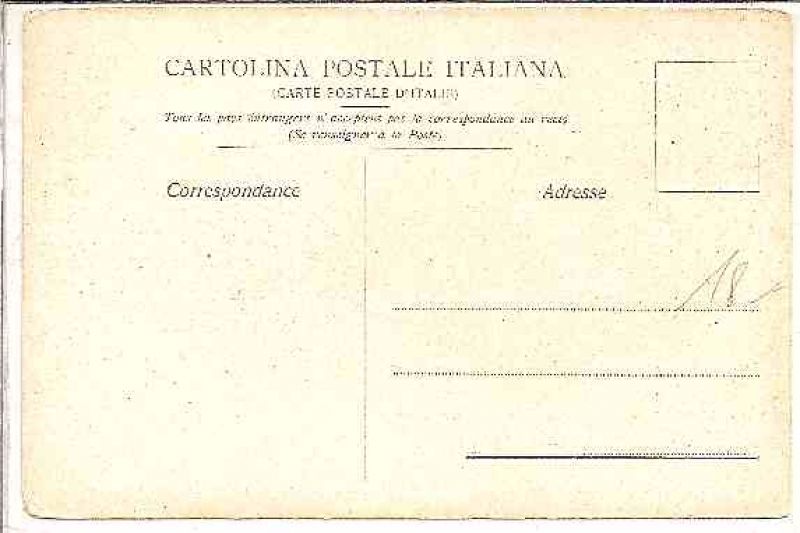 CARTOLINA POSTALE ITALIANA
(CARTE POSTALE D'ITALIE)
Tous les pays étrangers n'acceptent pas la correspondance au recto
(Se renseigner à la Poste)
Correspondance
Adresse
18